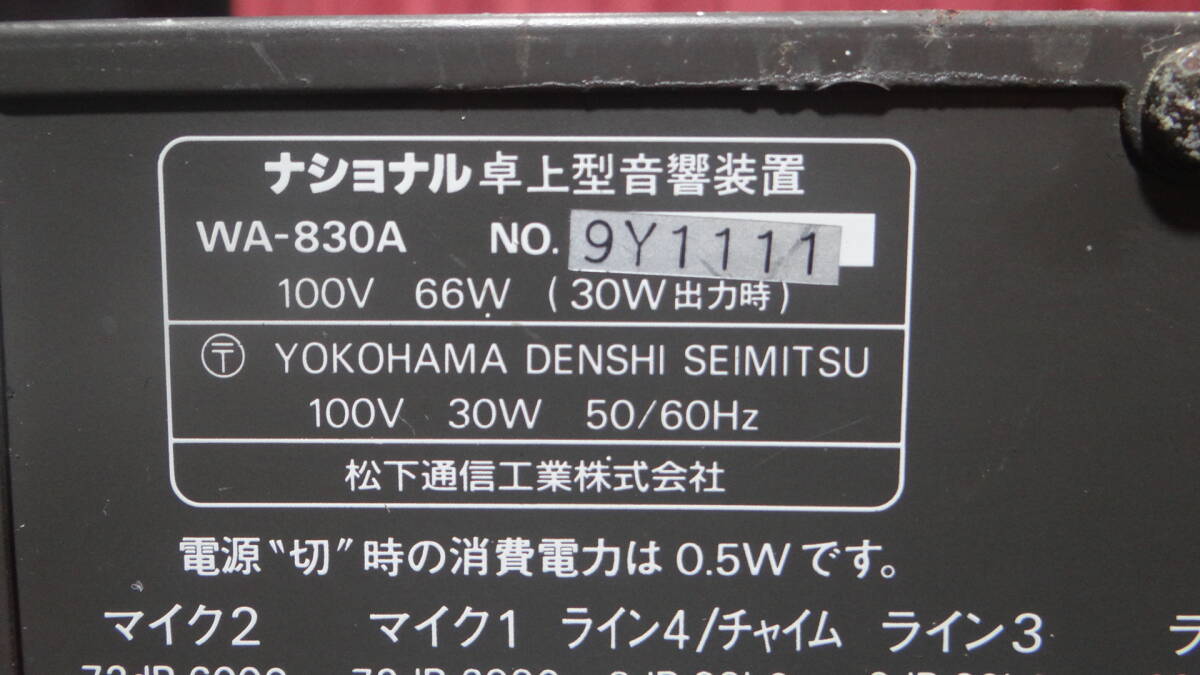 ナショナル卓上型音響装置
WA-830A NO. 9Y1111
100V 66W (30W出力時)
〶 YOKOHAMA DENSHI SEIMITSU
100V 30W 50/60Hz
松下通信工業株式会社
電源〝切〞時の消費電力は0.5Wです。
マイク2 マイク1 ライン4/チャイム ライン3